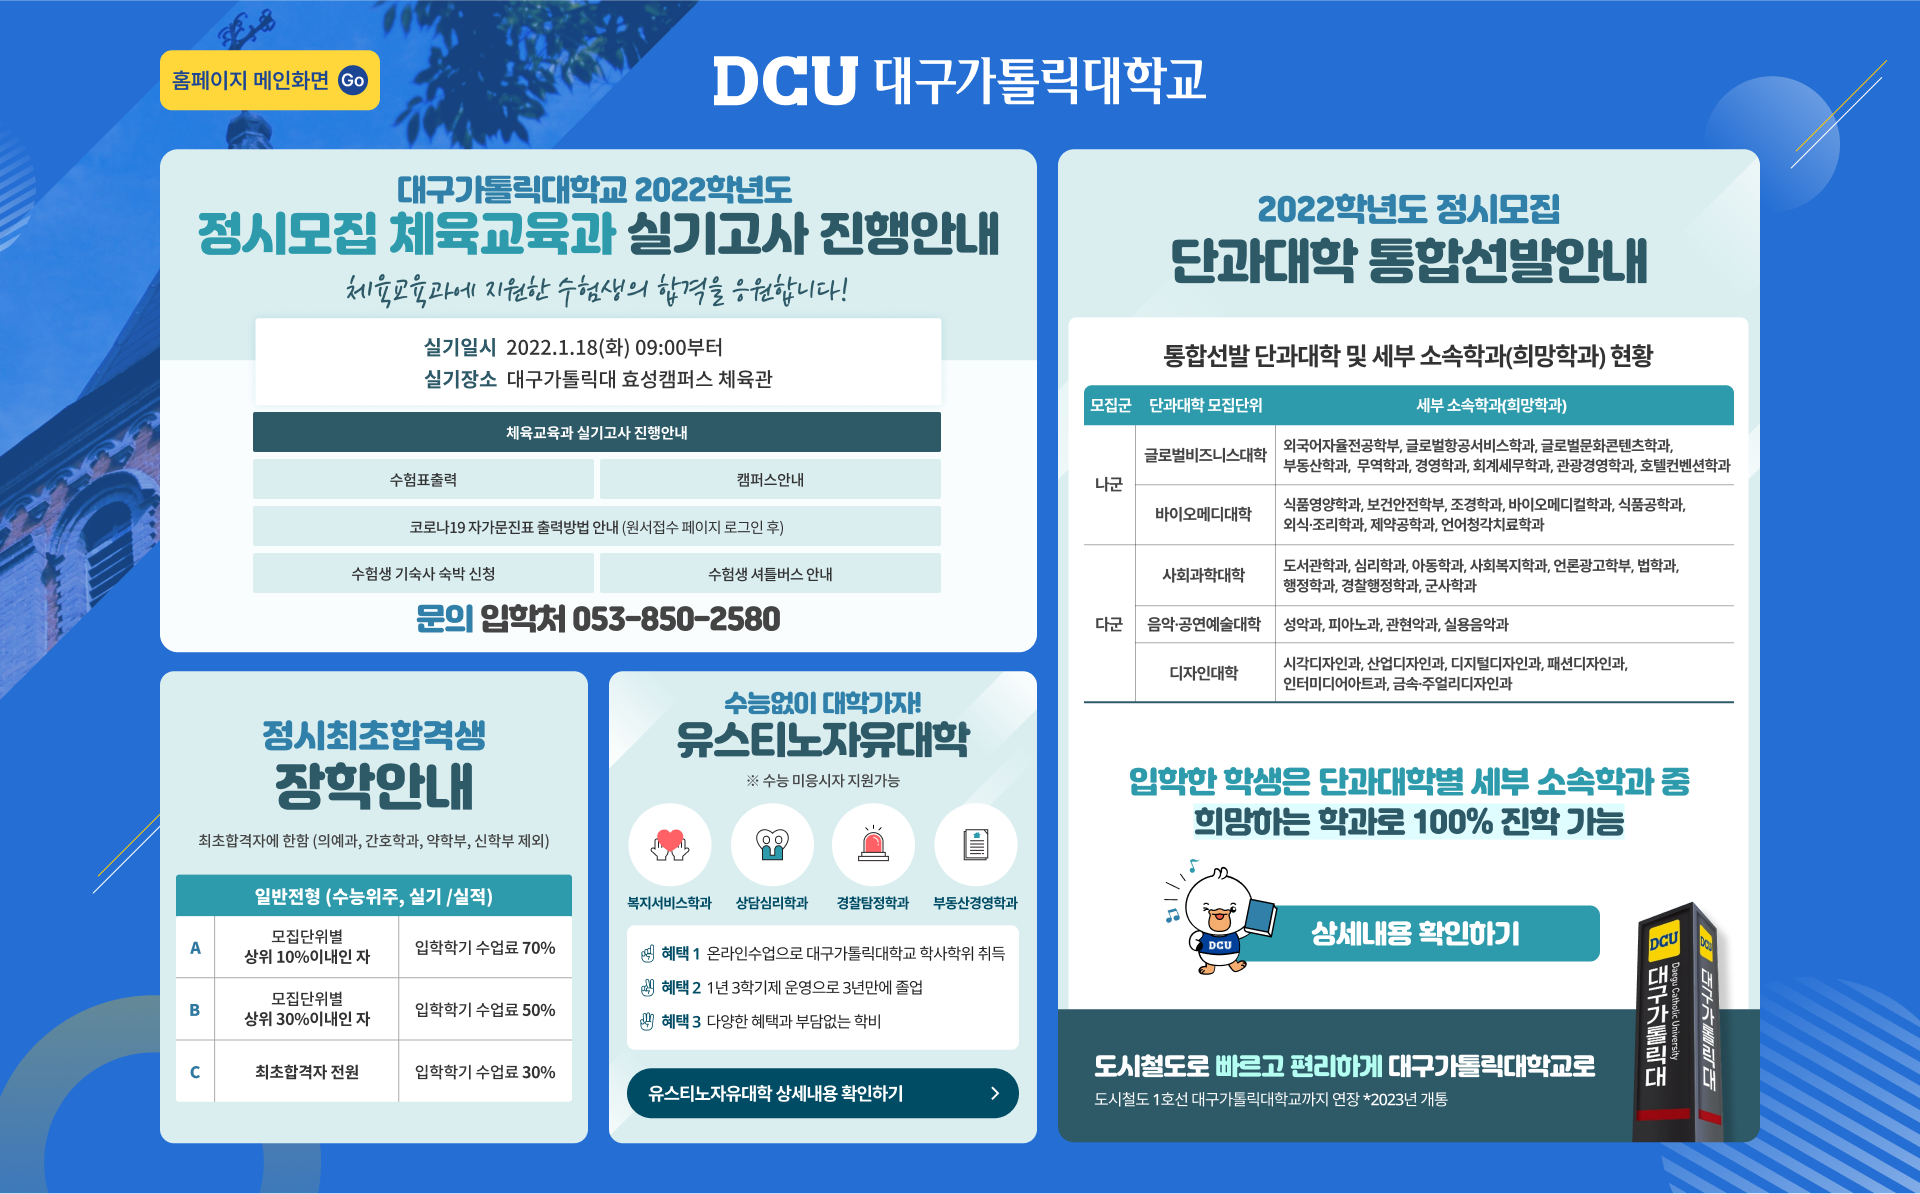 홈페이지 메인화면 Go
DCU 대구가톨릭대학교
대구가톨릭대학교 2022학년도
정시모집 체육교육과 실기고사 진행안내
체육교육과에 지원한 수험생의 합격을 응원합니다!
실기일시 2022.1.18(화) 09:00부터
실기장소 대구가톨릭대 효성캠퍼스 체육관
체육교육과 실기고사 진행안내
수험표출력
캠퍼스안내
코로나19 자가문진표 출력방법 안내 (원서접수 페이지 로그인 후)
수험생 기숙사 숙박 신청
수험생 셔틀버스 안내
문의 입학처 053-850-2580
정시최초합격생
장학안내
최초합격자에 한함 (의예과, 간호학과, 약학부, 신학부 제외)
일반전형 (수능위주, 실기 /실적)
A
모집단위별
상위 10%이내인 자
입학학기 수업료 70%
B
모집단위별
상위 30%이내인 자
입학학기 수업료 50%
C
최초합격자 전원
입학학기 수업료 30%
수능없이 대학가자!
유스티노자유대학
※ 수능 미응시자 지원가능
복지서비스학과
상담심리학과
경찰탐정학과
부동산경영학과
혜택 1 온라인수업으로 대구가톨릭대학교 학사학위 취득
혜택 2 1년 3학기제 운영으로 3년만에 졸업
혜택 3 다양한 혜택과 부담없는 학비
유스티노자유대학 상세내용 확인하기
2022학년도 정시모집
단과대학 통합선발안내
통합선발 단과대학 및 세부 소속학과(희망학과) 현황
모집군
단과대학 모집단위
세부 소속학과(희망학과)
나군
글로벌비즈니스대학
외국어자율전공학부, 글로벌항공서비스학과, 글로벌문화콘텐츠학과,
부동산학과, 무역학과, 경영학과, 회계세무학과, 관광경영학과, 호텔컨벤션학과
바이오메디대학
식품영양학과, 보건안전학부, 조경학과, 바이오메디컬학과, 식품공학과,
외식·조리학과, 제약공학과, 언어청각치료학과
다군
사회과학대학
도서관학과, 심리학과, 아동학과, 사회복지학과, 언론광고학부, 법학과,
행정학과, 경찰행정학과, 군사학과
음악·공연예술대학
성악과, 피아노과, 관현악과, 실용음악과
디자인대학
시각디자인과, 산업디자인과, 디지털디자인과, 패션디자인과,
인터미디어아트과, 금속·주얼리디자인과
입학한 학생은 단과대학별 세부 소속학과 중
희망하는 학과로 100% 진학 가능
DCU
상세내용 확인하기
DCU
대구가톨릭대
Daegu Catholic University
DCU
대구가톨릭대
도시철도로 빠르고 편리하게 대구가톨릭대학교로
도시철도 1호선 대구가톨릭대학교까지 연장 *2023년 개통